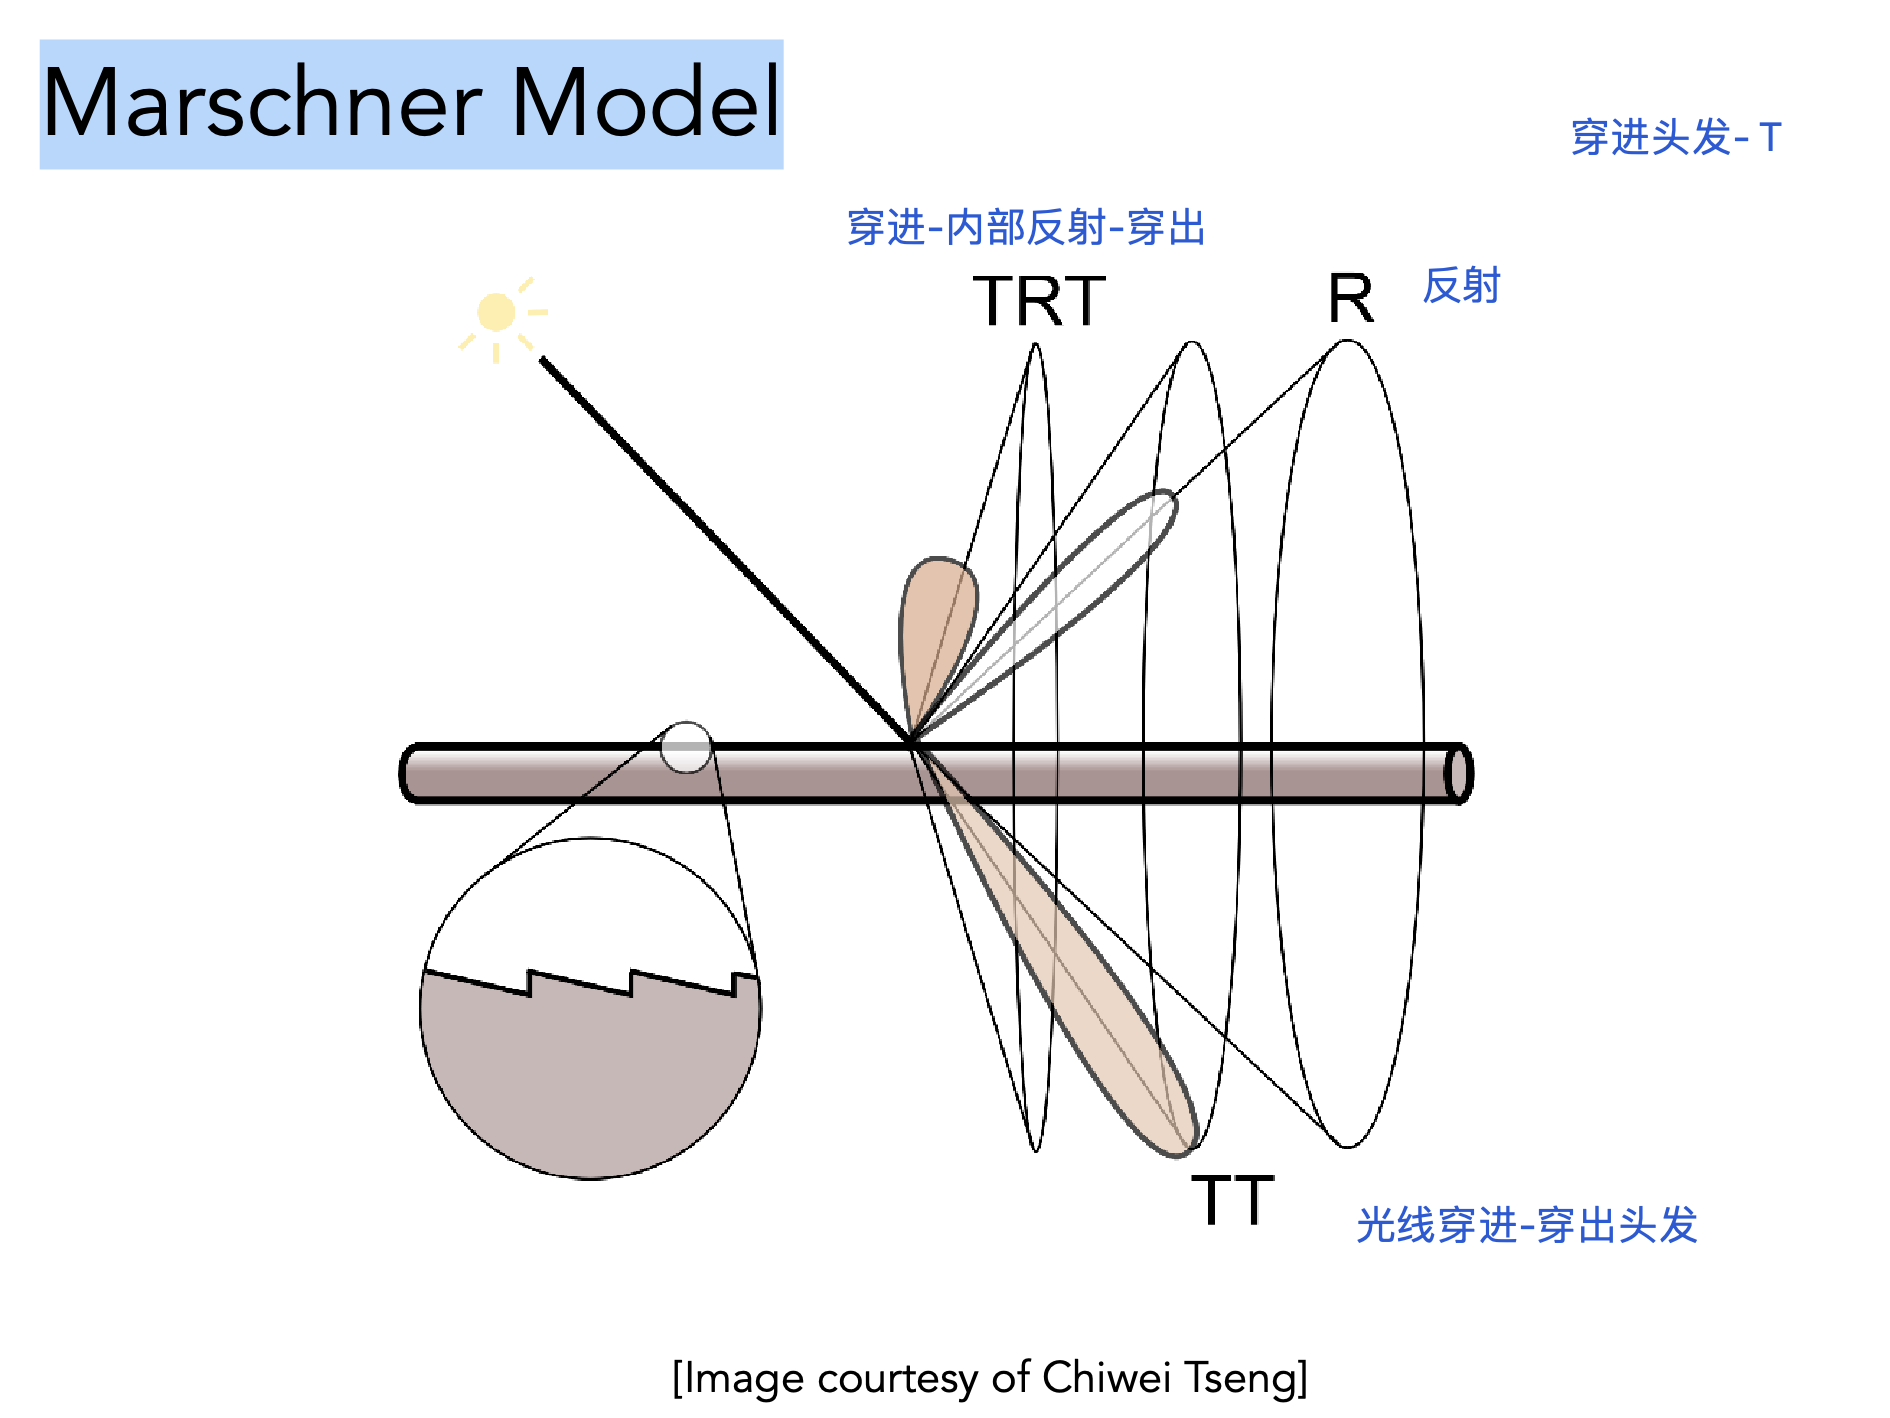 Marschner Model
穿进头发- T
穿进-内部反射-穿出
TRT
R
反射
TT
光线穿进-穿出头发
[Image courtesy of Chiwei Tseng]